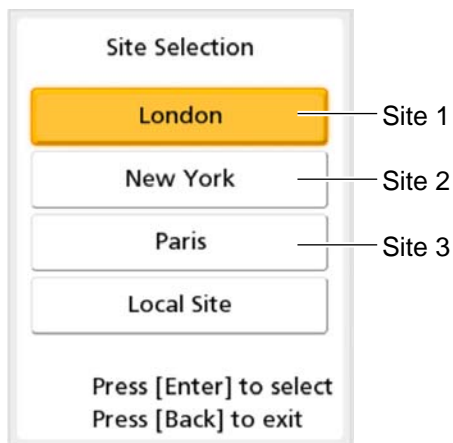 Site Selection
London
Site 1
New York
Site 2
Paris
Site 3
Local Site
Press [Enter] to select
Press [Back] to exit